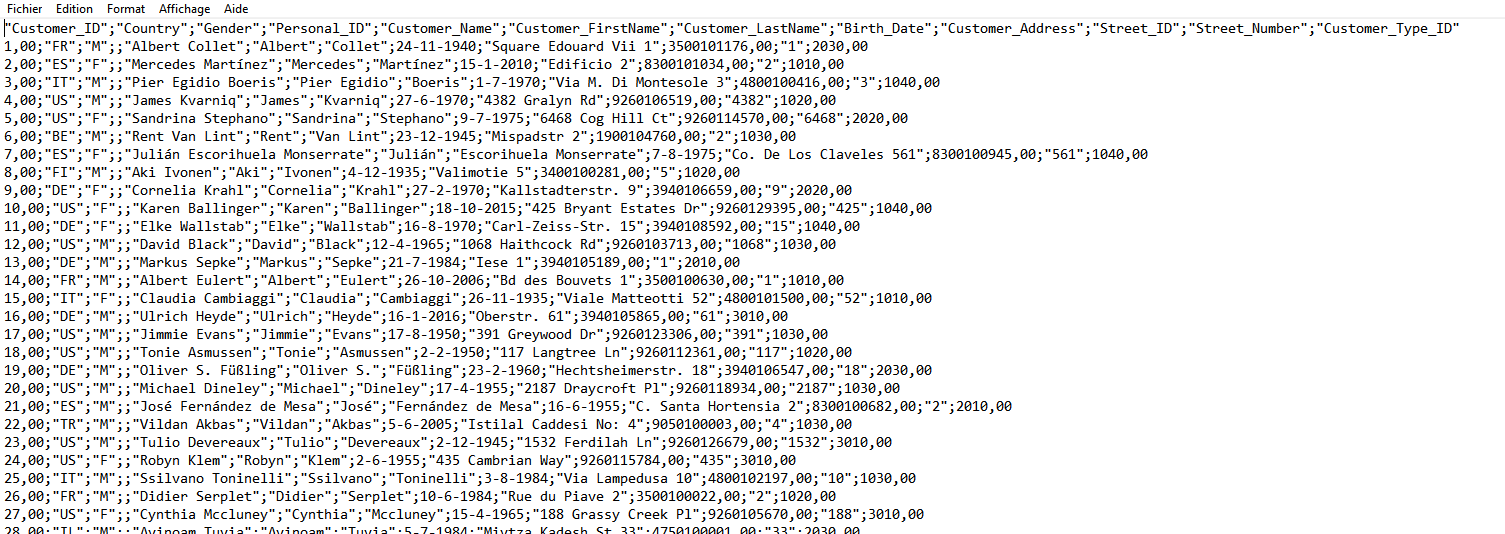 Fichier Edition Format Affichage Aide
"Customer_ID";"Country";"Gender";"Personal_ID";"Customer_Name";"Customer_FirstName";"Customer_LastName";"Birth_Date";"Customer_Address";"Street_ID";"Street_Number";"Customer_Type_ID"
1,00;"FR";"M";;"Albert Collet";"Albert";"Collet";24-11-1940;"Square Edouard Vii 1";3500101176,00;"1";2030,00
2,00;"ES";"F";;"Mercedes Martínez";"Mercedes";"Martínez";15-1-2010;"Edificio 2";8300101034,00;"2";1010,00
3,00;"IT";"M";;"Pier Egidio Boeris";"Pier Egidio";"Boeris";1-7-1970;"Via M. Di Montesole 3";4800100416,00;"3";1040,00
4,00;"US";"M";;"James Kvarniq";"James";"Kvarniq";27-6-1970;"4382 Gralyn Rd";9260106519,00;"4382";1020,00
5,00;"US";"F";;"Sandrina Stephano";"Sandrina";"Stephano";9-7-1975;"6468 Cog Hill Ct";9260114570,00;"6468";2020,00
6,00;"BE";"M";;"Rent Van Lint";"Rent";"Van Lint";23-12-1945;"Mispadstr 2";1900104760,00;"2";1030,00
7,00;"ES";"F";;"Julián Escorihuela Monserrate";"Julián";"Escorihuela Monserrate";7-8-1975;"Co. De Los Claveles 561";8300100945,00;"561";1040,00
8,00;"FI";"M";;"Aki Ivonen";"Aki";"Ivonen";4-12-1935;"Valimotie 5";3400100281,00;"5";1020,00
9,00;"DE";"F";;"Cornelia Krahl";"Cornelia";"Krahl";27-2-1970;"Kallstadterstr. 9";3940106659,00;"9";2020,00
10,00;"US";"F";;"Karen Ballinger";"Karen";"Ballinger";18-10-2015;"425 Bryant Estates Dr";9260129395,00;"425";1040,00
11,00;"DE";"F";;"Elke Wallstab";"Elke";"Wallstab";16-8-1970;"Carl-Zeiss-Str. 15";3940108592,00;"15";1040,00
12,00;"US";"M";;"David Black";"David";"Black";12-4-1965;"1068 Haithcock Rd";9260103713,00;"1068";1030,00
13,00;"DE";"M";;"Markus Sepke";"Markus";"Sepke";21-7-1984;"Iese 1";3940105189,00;"1";2010,00
14,00;"FR";"M";;"Albert Eulert";"Albert";"Eulert";26-10-2006;"Bd des Bouvets 1";3500100630,00;"1";1010,00
15,00;"IT";"F";;"Claudia Cambiaggi";"Claudia";"Cambiaggi";26-11-1935;"Viale Matteotti 52";4800101500,00;"52";1010,00
16,00;"DE";"M";;"Ulrich Heyde";"Ulrich";"Heyde";16-1-2016;"Oberstr. 61";3940105865,00;"61";3010,00
17,00;"US";"M";;"Jimmie Evans";"Jimmie";"Evans";17-8-1950;"391 Greywood Dr";9260123306,00;"391";1030,00
18,00;"US";"M";;"Tonie Asmussen";"Tonie";"Asmussen";2-2-1950;"117 Langtree Ln";9260112361,00;"117";1020,00
19,00;"DE";"M";;"Oliver S. Füßling";"Oliver S.";"Füßling";23-2-1960;"Hechtsheimerstr. 18";3940106547,00;"18";2030,00
20,00;"US";"M";;"Michael Dineley";"Michael";"Dineley";17-4-1955;"2187 Draycroft Pl";9260118934,00;"2187";1030,00
21,00;"ES";"M";;"José Fernández de Mesa";"José";"Fernández de Mesa";16-6-1955;"C. Santa Hortensia 2";8300100682,00;"2";2010,00
22,00;"TR";"M";;"Vildan Akbas";"Vildan";"Akbas";5-6-2005;"Istilal Caddesi No: 4";9050100003,00;"4";1030,00
23,00;"US";"M";;"Tulio Devereaux";"Tulio";"Devereaux";2-12-1945;"1532 Ferdilah Ln";9260126679,00;"1532";3010,00
24,00;"US";"F";;"Robyn Klem";"Robyn";"Klem";2-6-1955;"435 Cambrian Way";9260115784,00;"435";3010,00
25,00;"IT";"M";;"Ssilvano Toninelli";"Ssilvano";"Toninelli";3-8-1984;"Via Lampedusa 10";4800102197,00;"10";1030,00
26,00;"FR";"M";;"Didier Serplet";"Didier";"Serplet";10-6-1984;"Rue du Piave 2";3500100022,00;"2";1020,00
27,00;"US";"F";;"Cynthia Mccluney";"Cynthia";"Mccluney";15-4-1965;"188 Grassy Creek Pl";9260105670,00;"188";3010,00
28,00;"IL";"M";;"Avinoam Tuvia";"Avinoam";"Tuvia";5-7-1984;"Mivtza Kadesh St 33";4750100001,00;"33";2030,00